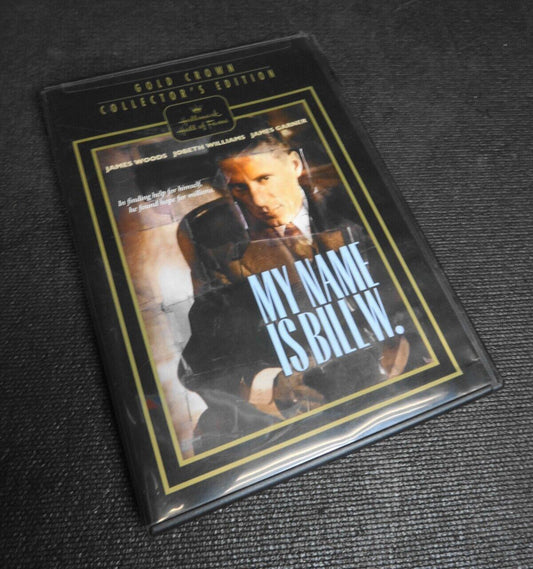 GOLD CROWN
COLLECTOR'S EDITION
Hallmark
Hall of Fame
JAMES WOODS JOBETH WILLIAMS JAMES GARNER
In finding help for himself,
he found hope for millions.
MY NAME
IS BILL W.